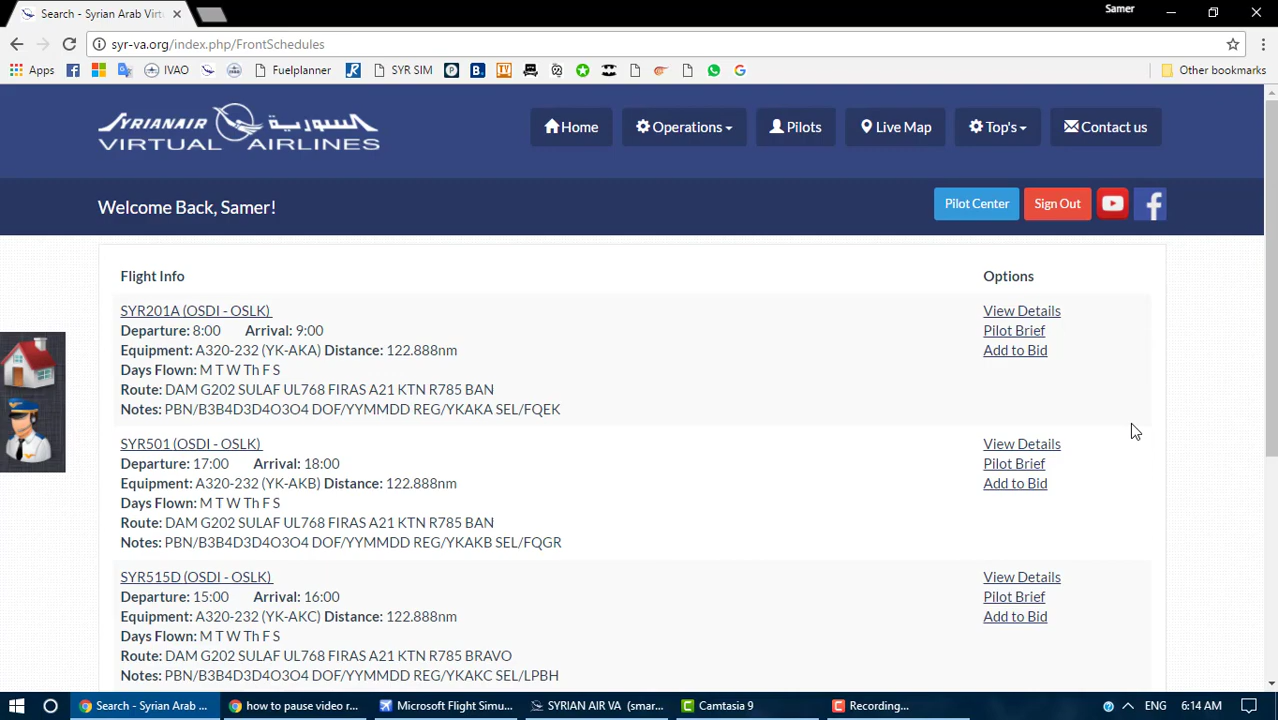 Search - Syrian Arab Virt
Samer
syr-va.org/index.php/FrontSchedules
Apps IVAO Fuelplanner SYR SIM Other bookmarks
SYRIANAIR السورية
VIRTUAL AIRLINES
Home Operations Pilots Live Map Top's Contact us
Welcome Back, Samer!
Pilot Center Sign Out
Flight Info Options
SYR201A (OSDI - OSLK) View Details
Departure: 8:00 Arrival: 9:00 Pilot Brief
Equipment: A320-232 (YK-AKA) Distance: 122.888nm Add to Bid
Days Flown: M T W Th F S
Route: DAM G202 SULAF UL768 FIRAS A21 KTN R785 BAN
Notes: PBN/B3B4D3D4O3O4 DOF/YYMMDD REG/YKAKA SEL/FQEK
SYR501 (OSDI - OSLK) View Details
Departure: 17:00 Arrival: 18:00 Pilot Brief
Equipment: A320-232 (YK-AKB) Distance: 122.888nm Add to Bid
Days Flown: M T W Th F S
Route: DAM G202 SULAF UL768 FIRAS A21 KTN R785 BAN
Notes: PBN/B3B4D3D4O3O4 DOF/YYMMDD REG/YKAKB SEL/FQGR
SYR515D (OSDI - OSLK) View Details
Departure: 15:00 Arrival: 16:00 Pilot Brief
Equipment: A320-232 (YK-AKC) Distance: 122.888nm Add to Bid
Days Flown: M T W Th F S
Route: DAM G202 SULAF UL768 FIRAS A21 KTN R785 BRAVO
Notes: PBN/B3B4D3D4O3O4 DOF/YYMMDD REG/YKAKC SEL/LPBH
Search - Syrian Arab ... how to pause video r... Microsoft Flight Simu... SYRIAN AIR VA (smar... Camtasia 9 Recording... ENG 6:14 AM